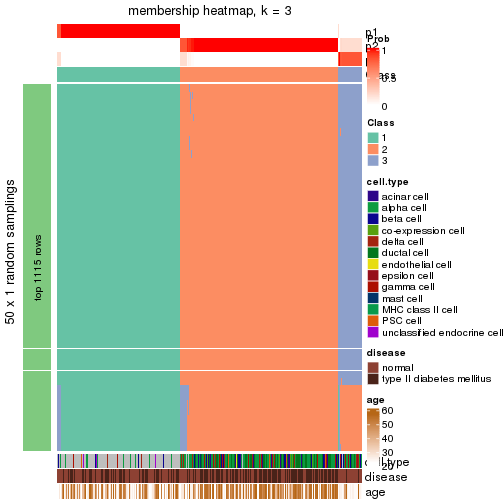 membership heatmap, k = 3
p1
p2
Prob
1
0.5
0
Class
1
2
3
cell.type
acinar cell
alpha cell
beta cell
co-expression cell
delta cell
ductal cell
endothelial cell
epsilon cell
gamma cell
mast cell
MHC class II cell
PSC cell
unclassified endocrine cell
disease
normal
type II diabetes mellitus
age
60
50
40
30
20
50 x 1 random samplings
top 1115 rows
cell.type
disease
age